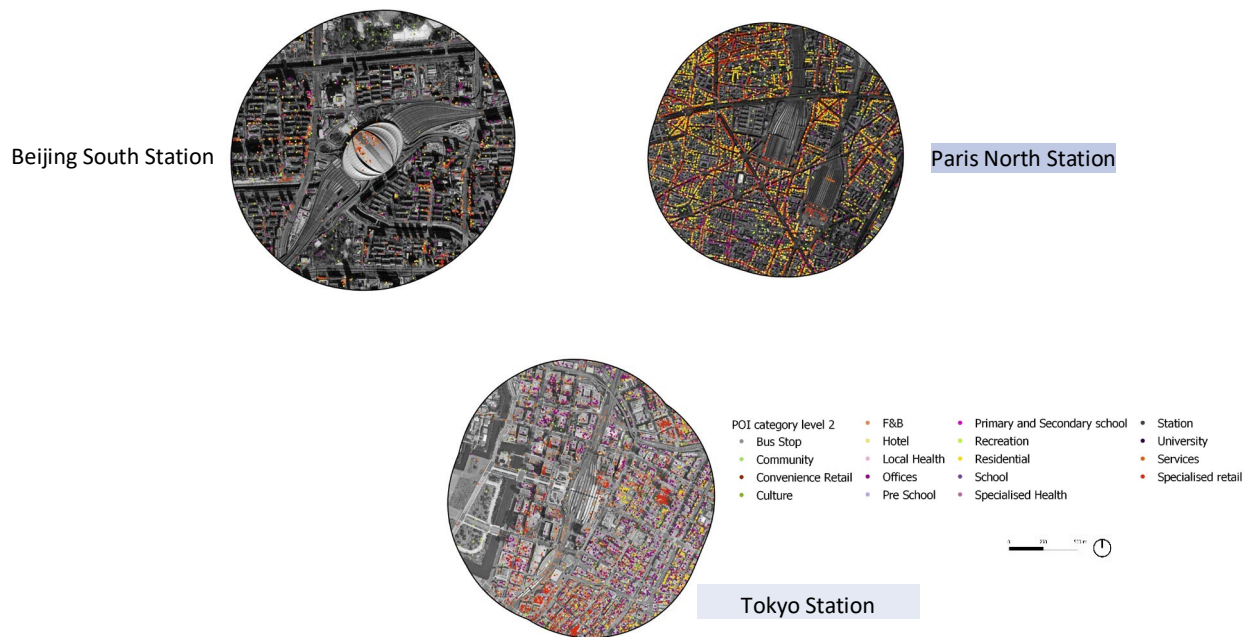 Beijing South Station
Paris North Station
POI category level 2
Bus Stop
Community
Convenience Retail
Culture
F&B
Hotel
Local Health
Offices
Pre School
Primary and Secondary school
Recreation
Residential
School
Specialised Health
Station
University
Services
Specialised retail
Tokyo Station